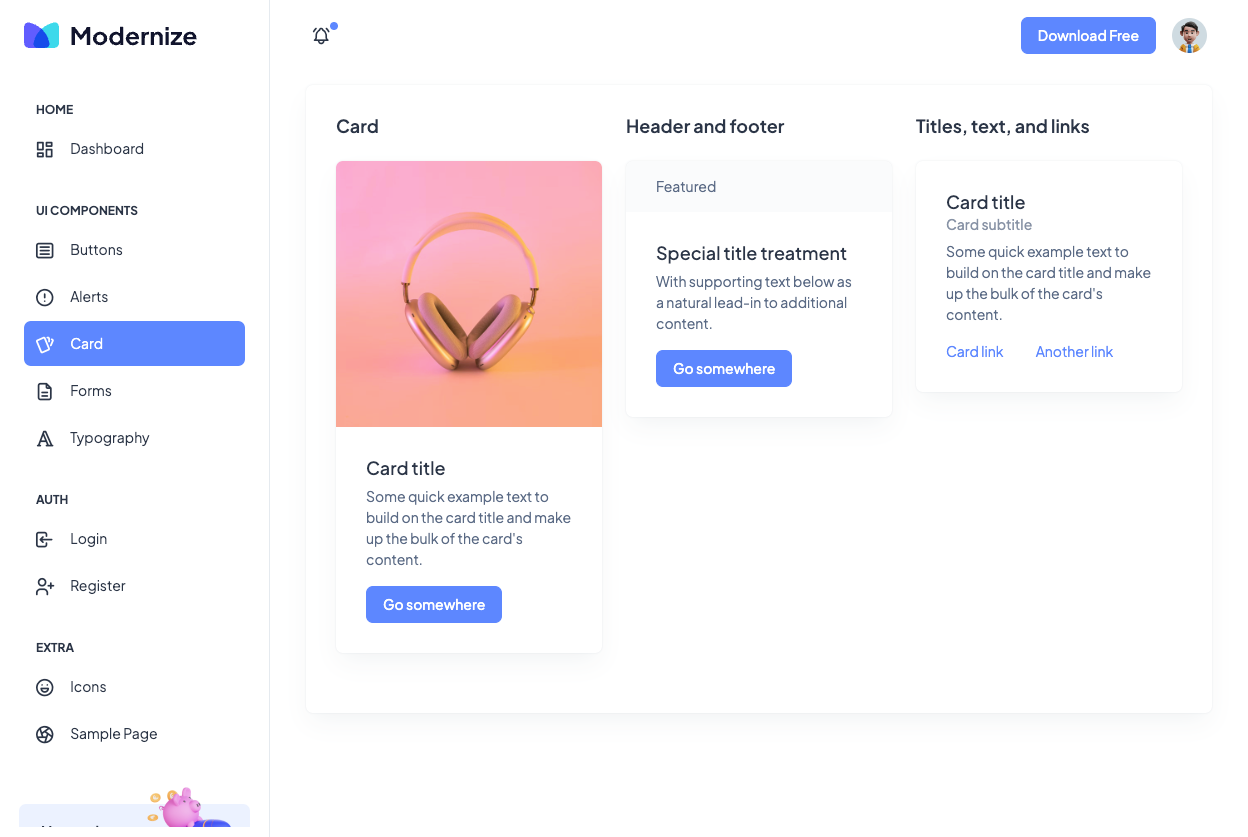 Modernize
Download Free
HOME
Dashboard
UI COMPONENTS
Buttons
Alerts
Card
Forms
Typography
AUTH
Login
Register
EXTRA
Icons
Sample Page
Card
Card title
Some quick example text to
build on the card title and make
up the bulk of the card's
content.
Go somewhere
Header and footer
Featured
Special title treatment
With supporting text below as
a natural lead-in to additional
content.
Go somewhere
Titles, text, and links
Card title
Card subtitle
Some quick example text to
build on the card title and make
up the bulk of the card's
content.
Card link
Another link